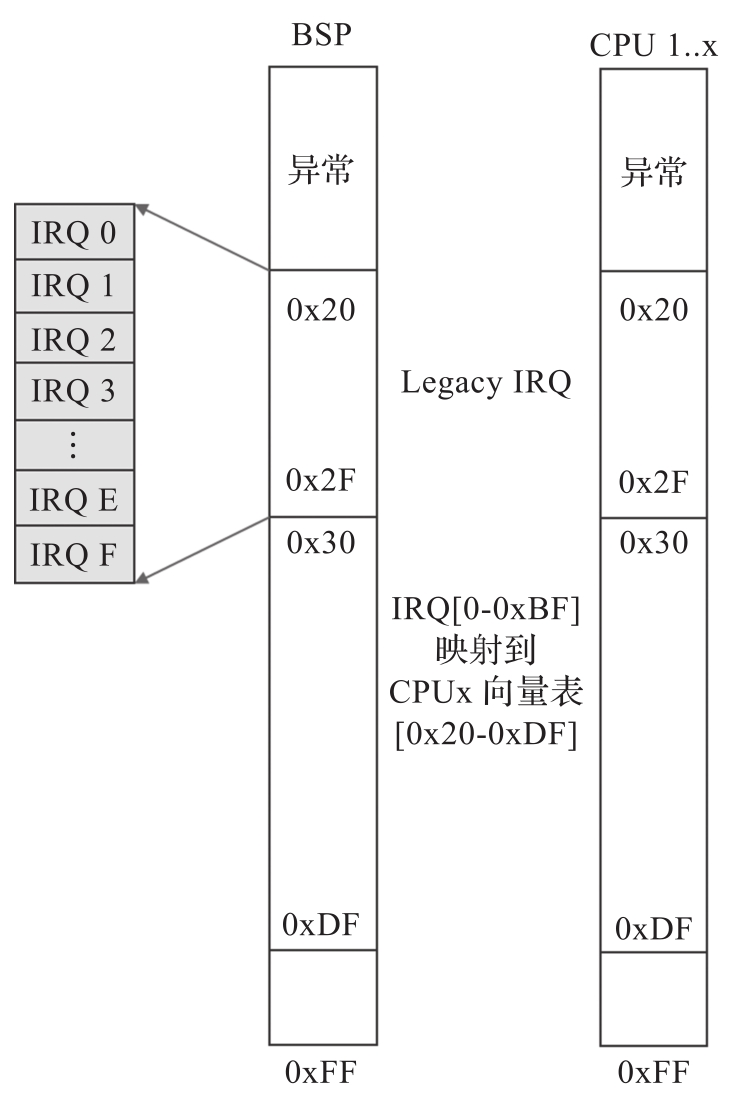 BSP
CPU 1..x
异常
异常
IRQ 0
IRQ 1
IRQ 2
IRQ 3
⋮
IRQ E
IRQ F
0x20
0x20
Legacy IRQ
0x2F
0x2F
0x30
0x30
IRQ[0-0xBF]
映射到
CPUx 向量表
[0x20-0xDF]
0xDF
0xDF
0xFF
0xFF